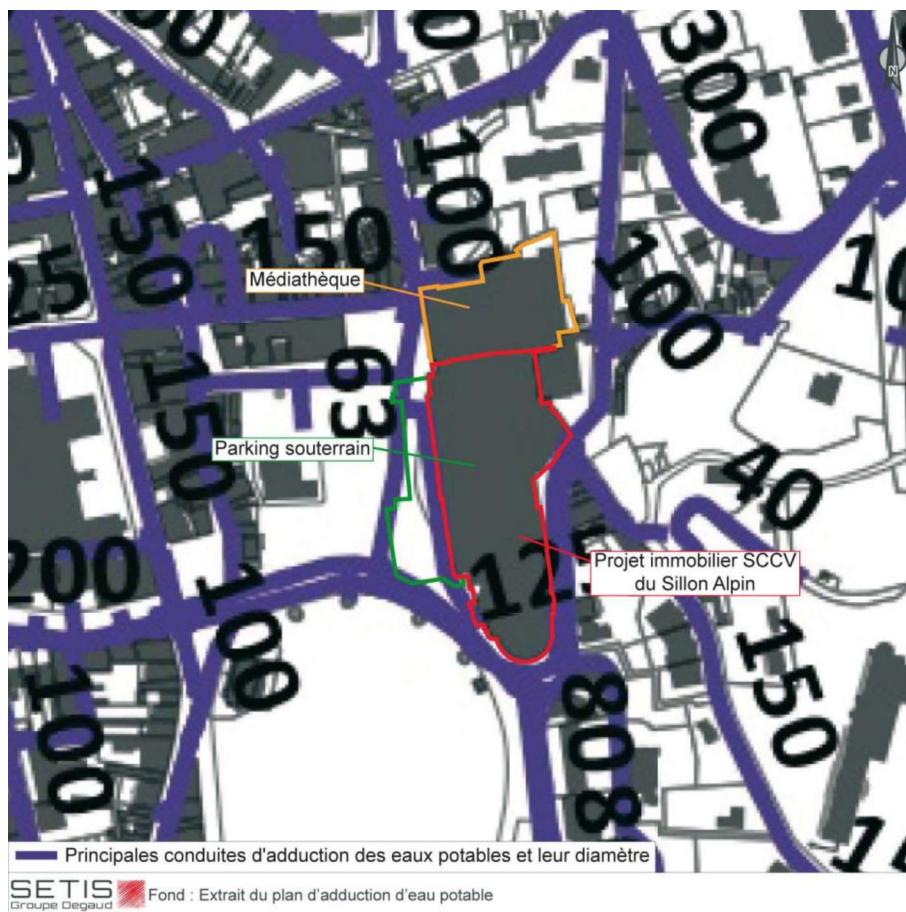 150
100
300
150
25
100
100
10
Médiathèque
63
150
Parking souterrain
40
200
125
Projet immobilier SCCV
du Sillon Alpin
100
150
100
80
8
Principales conduites d'adduction des eaux potables et leur diamètre
SETIS
Groupe Degaud
Fond : Extrait du plan d'adduction d'eau potable
N